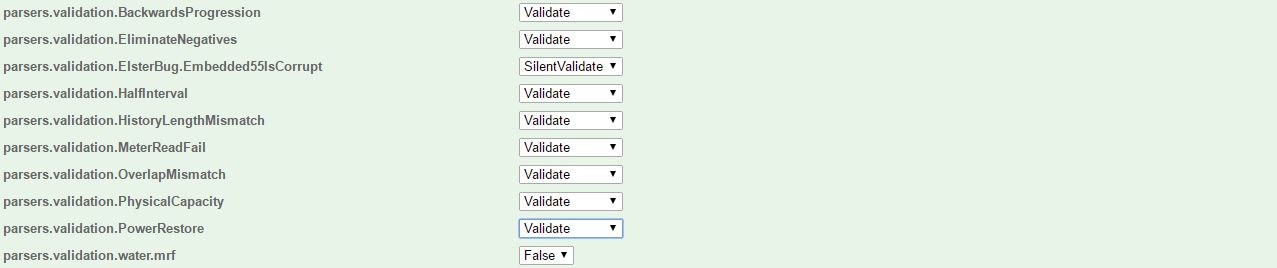 parsers.validation.BackwardsProgression Validate
parsers.validation.EliminateNegatives Validate
parsers.validation.ElsterBug.Embedded55IsCorrupt SilentValidate
parsers.validation.HalfInterval Validate
parsers.validation.HistoryLengthMismatch Validate
parsers.validation.MeterReadFail Validate
parsers.validation.OverlapMismatch Validate
parsers.validation.PhysicalCapacity Validate
parsers.validation.PowerRestore Validate
parsers.validation.water.mrf False